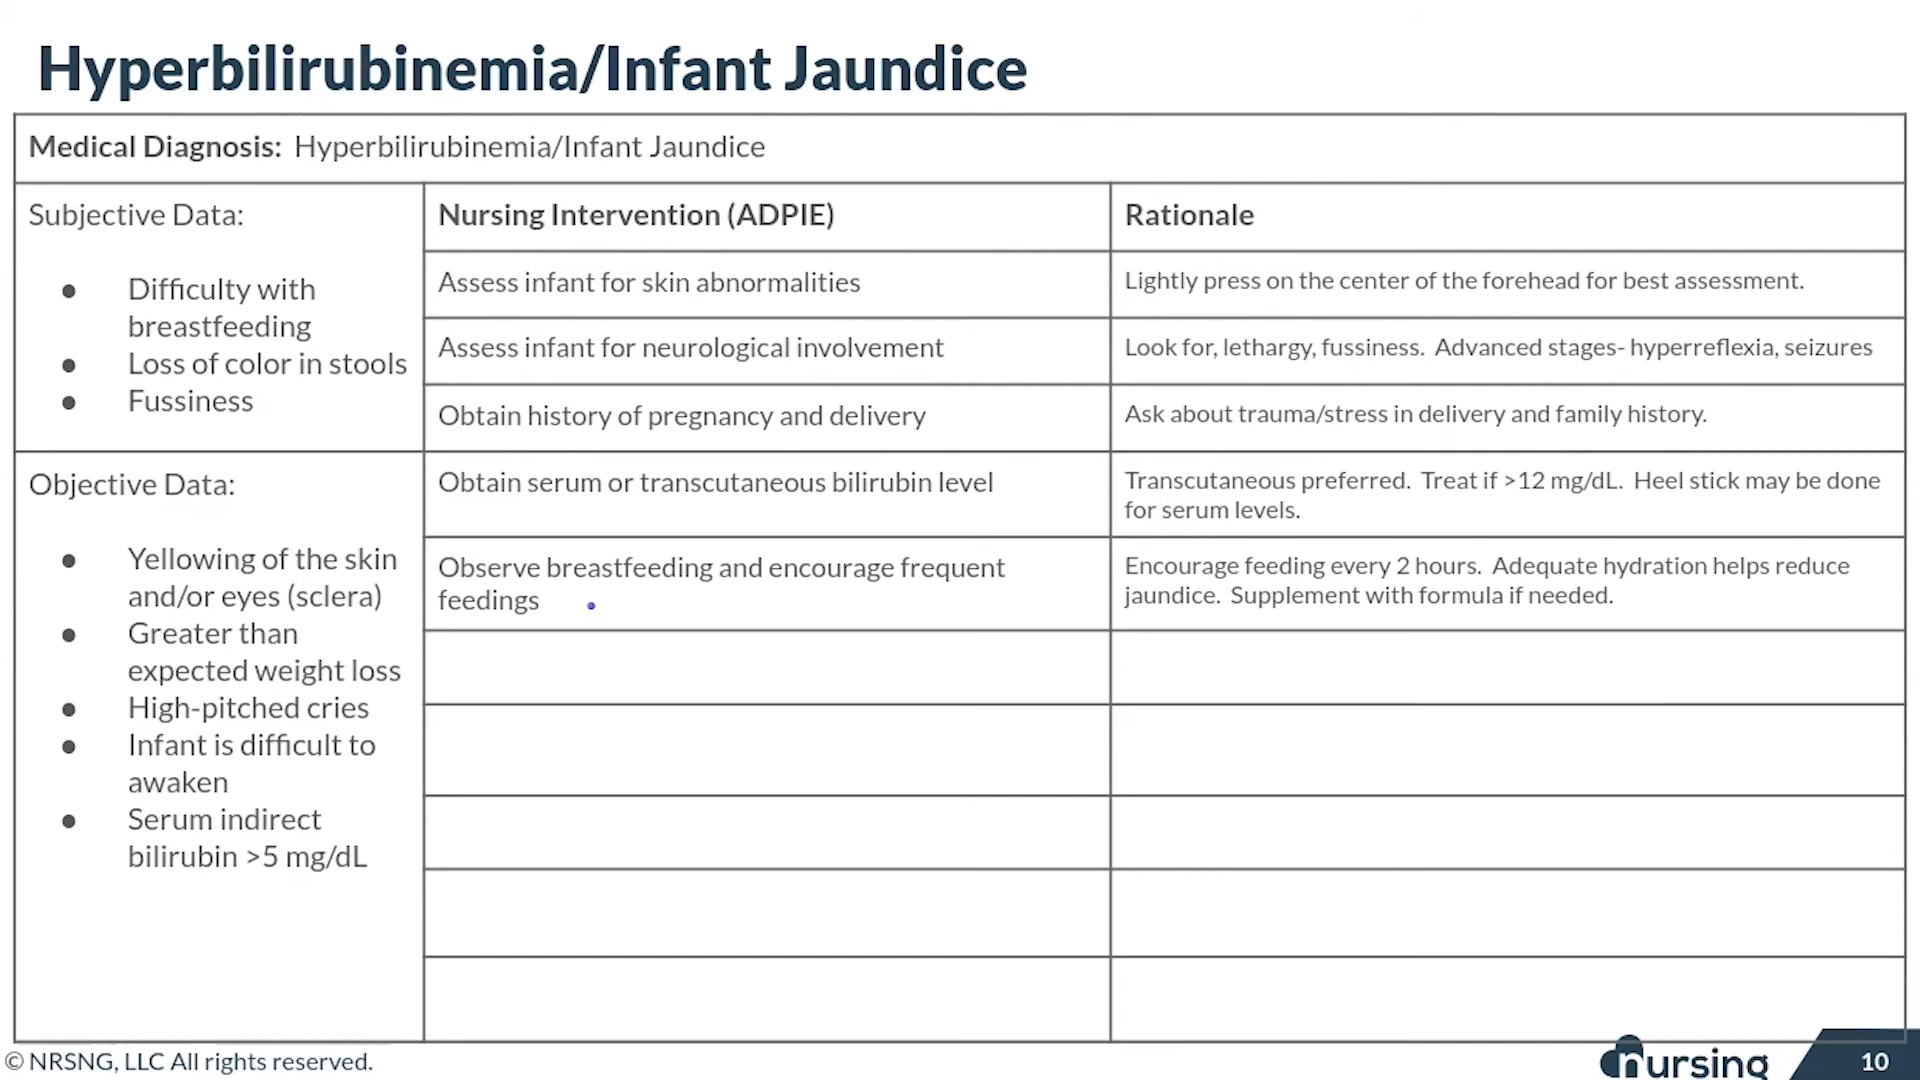 Hyperbilirubinemia/Infant Jaundice
Medical Diagnosis: Hyperbilirubinemia/Infant Jaundice
Subjective Data:
● Difficulty with
breastfeeding
● Loss of color in stools
● Fussiness
Objective Data:
● Yellowing of the skin
and/or eyes (sclera)
● Greater than
expected weight loss
● High-pitched cries
● Infant is difficult to
awaken
● Serum indirect
bilirubin >5 mg/dL
Nursing Intervention (ADPIE)
Rationale
Assess infant for skin abnormalities
Lightly press on the center of the forehead for best assessment.
Assess infant for neurological involvement
Look for, lethargy, fussiness. Advanced stages- hyperreflexia, seizures
Obtain history of pregnancy and delivery
Ask about trauma/stress in delivery and family history.
Obtain serum or transcutaneous bilirubin level
Transcutaneous preferred. Treat if >12 mg/dL. Heel stick may be done
for serum levels.
Observe breastfeeding and encourage frequent
feedings
Encourage feeding every 2 hours. Adequate hydration helps reduce
jaundice. Supplement with formula if needed.
© NRSNG, LLC All rights reserved.
nursing
10